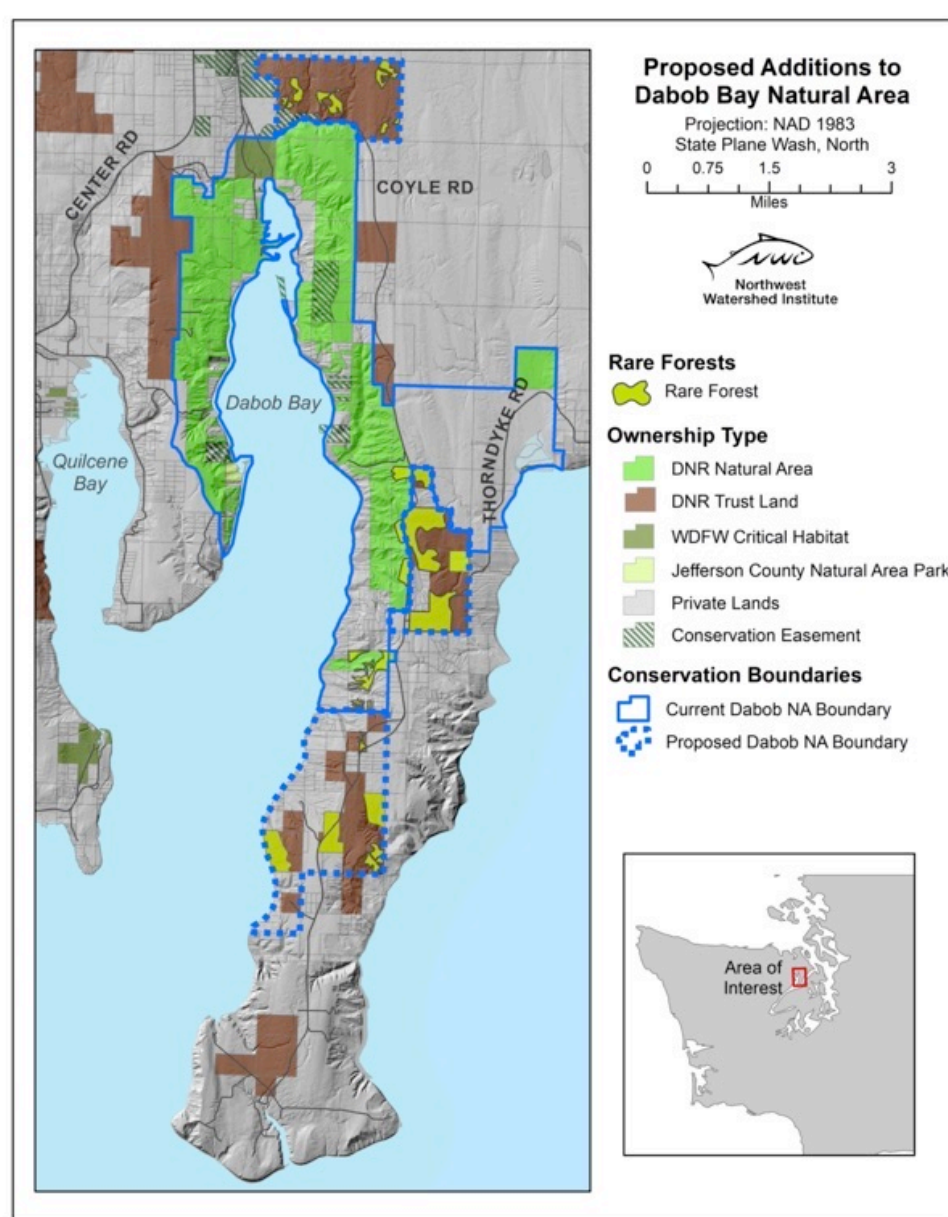 Proposed Additions to
Dabob Bay Natural Area
Projection: NAD 1983
State Plane Wash, North
0 0.75 1.5 3
Miles
NWI
Northwest
Watershed Institute
Rare Forests
Rare Forest
Ownership Type
DNR Natural Area
DNR Trust Land
WDFW Critical Habitat
Jefferson County Natural Area Park
Private Lands
Conservation Easement
Conservation Boundaries
Current Dabob NA Boundary
Proposed Dabob NA Boundary
CENTER RD
COYLE RD
THORNDYKE RD
Dabob Bay
Quilcene
Bay
Area of
Interest